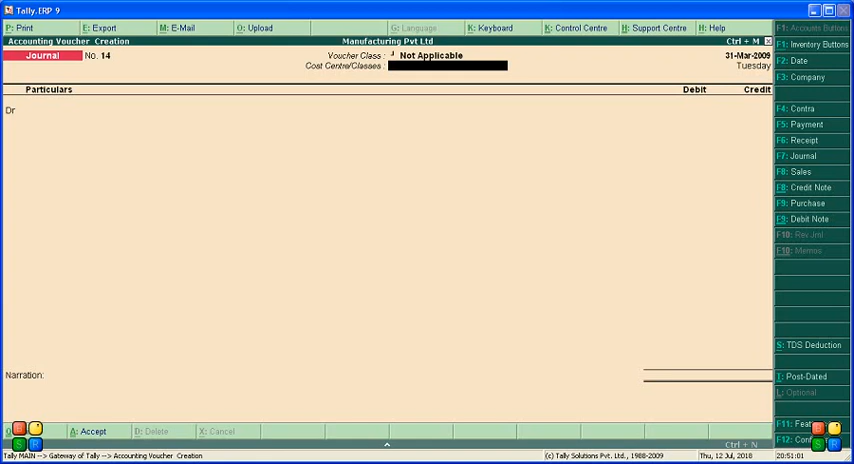 Tally.ERP 9
P: Print E: Export M: E-Mail O: Upload G: Language K: Keyboard K: Control Centre H: Support Centre H: Help
F1: Accounts Buttons
Accounting Voucher Creation Manufacturing Pvt Ltd Ctrl + M
F1: Inventory Buttons
Journal No. 14 Voucher Class : Not Applicable 31-Mar-2009
F2: Date
Cost Centre/Classes : Tuesday
F3: Company
Particulars Debit Credit
Dr
F4: Contra
F5: Payment
F6: Receipt
F7: Journal
F8: Sales
F8: Credit Note
F9: Purchase
F9: Debit Note
F10: Rev Jrnl
F10: Memos
S: TDS Deduction
Narration:
T: Post-Dated
L: Optional
F11: Feat
A: Accept D: Delete X: Cancel
E S R
F12: Conf
Ctrl + N
Tally MAIN --> Gateway of Tally --> Accounting Voucher Creation (c) Tally Solutions Pvt. Ltd., 1988-2009 Thu, 12 Jul, 2018 20:51:01